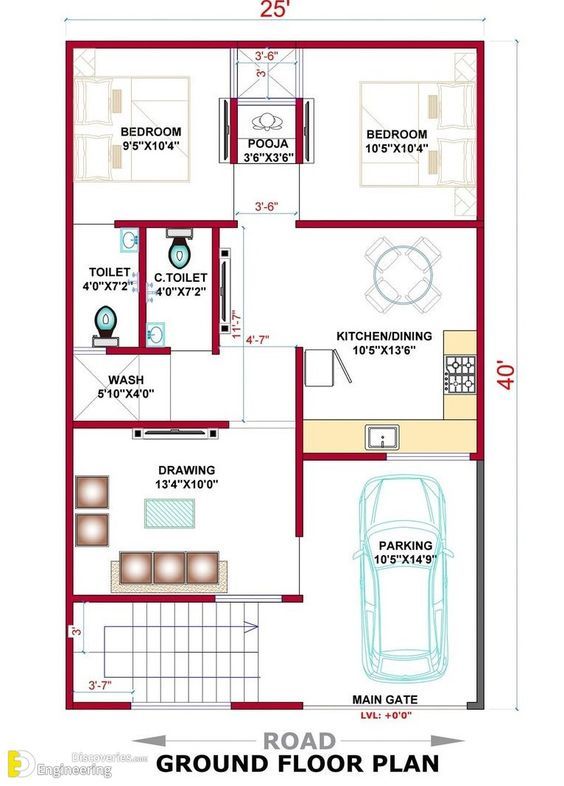 25'
3'-6"
3'
BEDROOM
9'5"X10'4"
POOJA
3'6"X3'6"
BEDROOM
10'5"X10'4"
3'-6"
TOILET
4'0"X7'2"
C.TOILET
4'0"X7'2"
11'-7"
4'-7"
KITCHEN/DINING
10'5"X13'6"
40'
WASH
5'10"X4'0"
DRAWING
13'4"X10'0"
PARKING
10'5"X14'9"
3'
3'-7"
MAIN GATE
LVL: +0'0"
ROAD
GROUND FLOOR PLAN
ED
Discoveries.com
Engineering